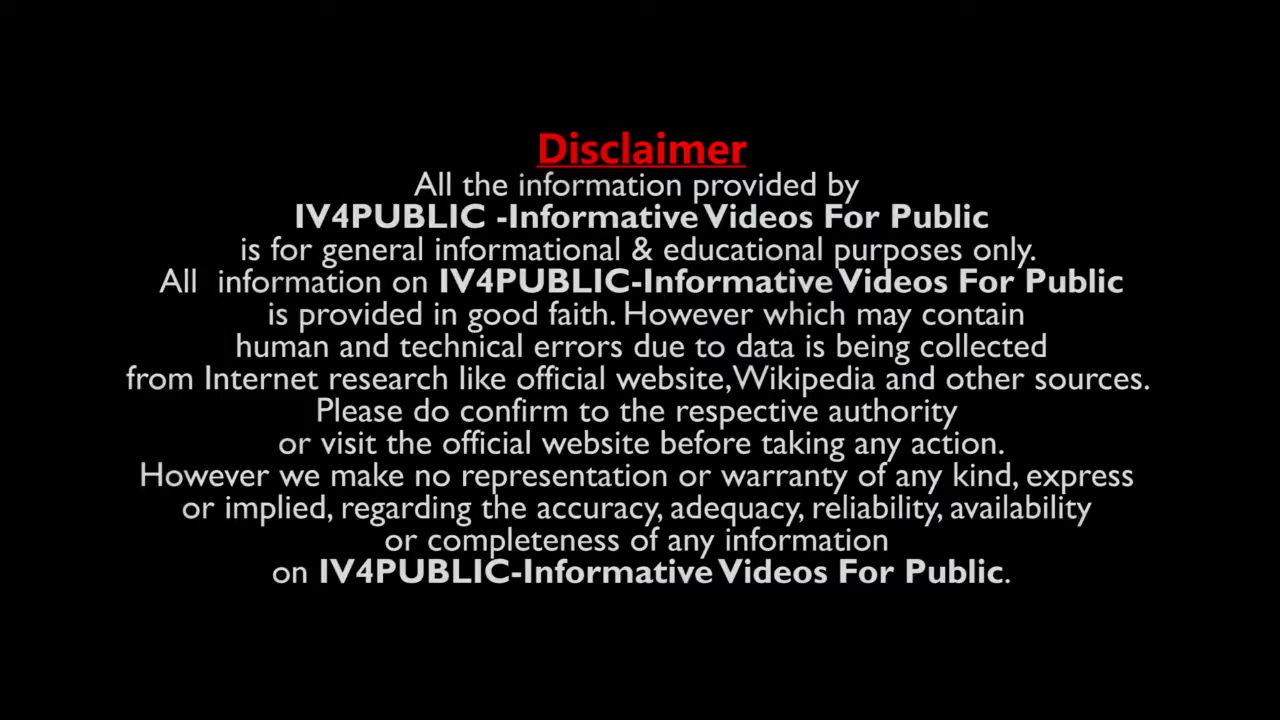 Disclaimer
All the information provided by
IV4PUBLIC -Informative Videos For Public
is for general informational & educational purposes only.
All  information on IV4PUBLIC-Informative Videos For Public
is provided in good faith. However which may contain
human and technical errors due to data is being collected
from Internet research like official website,Wikipedia and other sources.
Please do confirm to the respective authority
or visit the official website before taking any action.
However we make no representation or warranty of any kind, express
or implied, regarding the accuracy, adequacy, reliability, availability
or completeness of any information
on IV4PUBLIC-Informative Videos For Public.